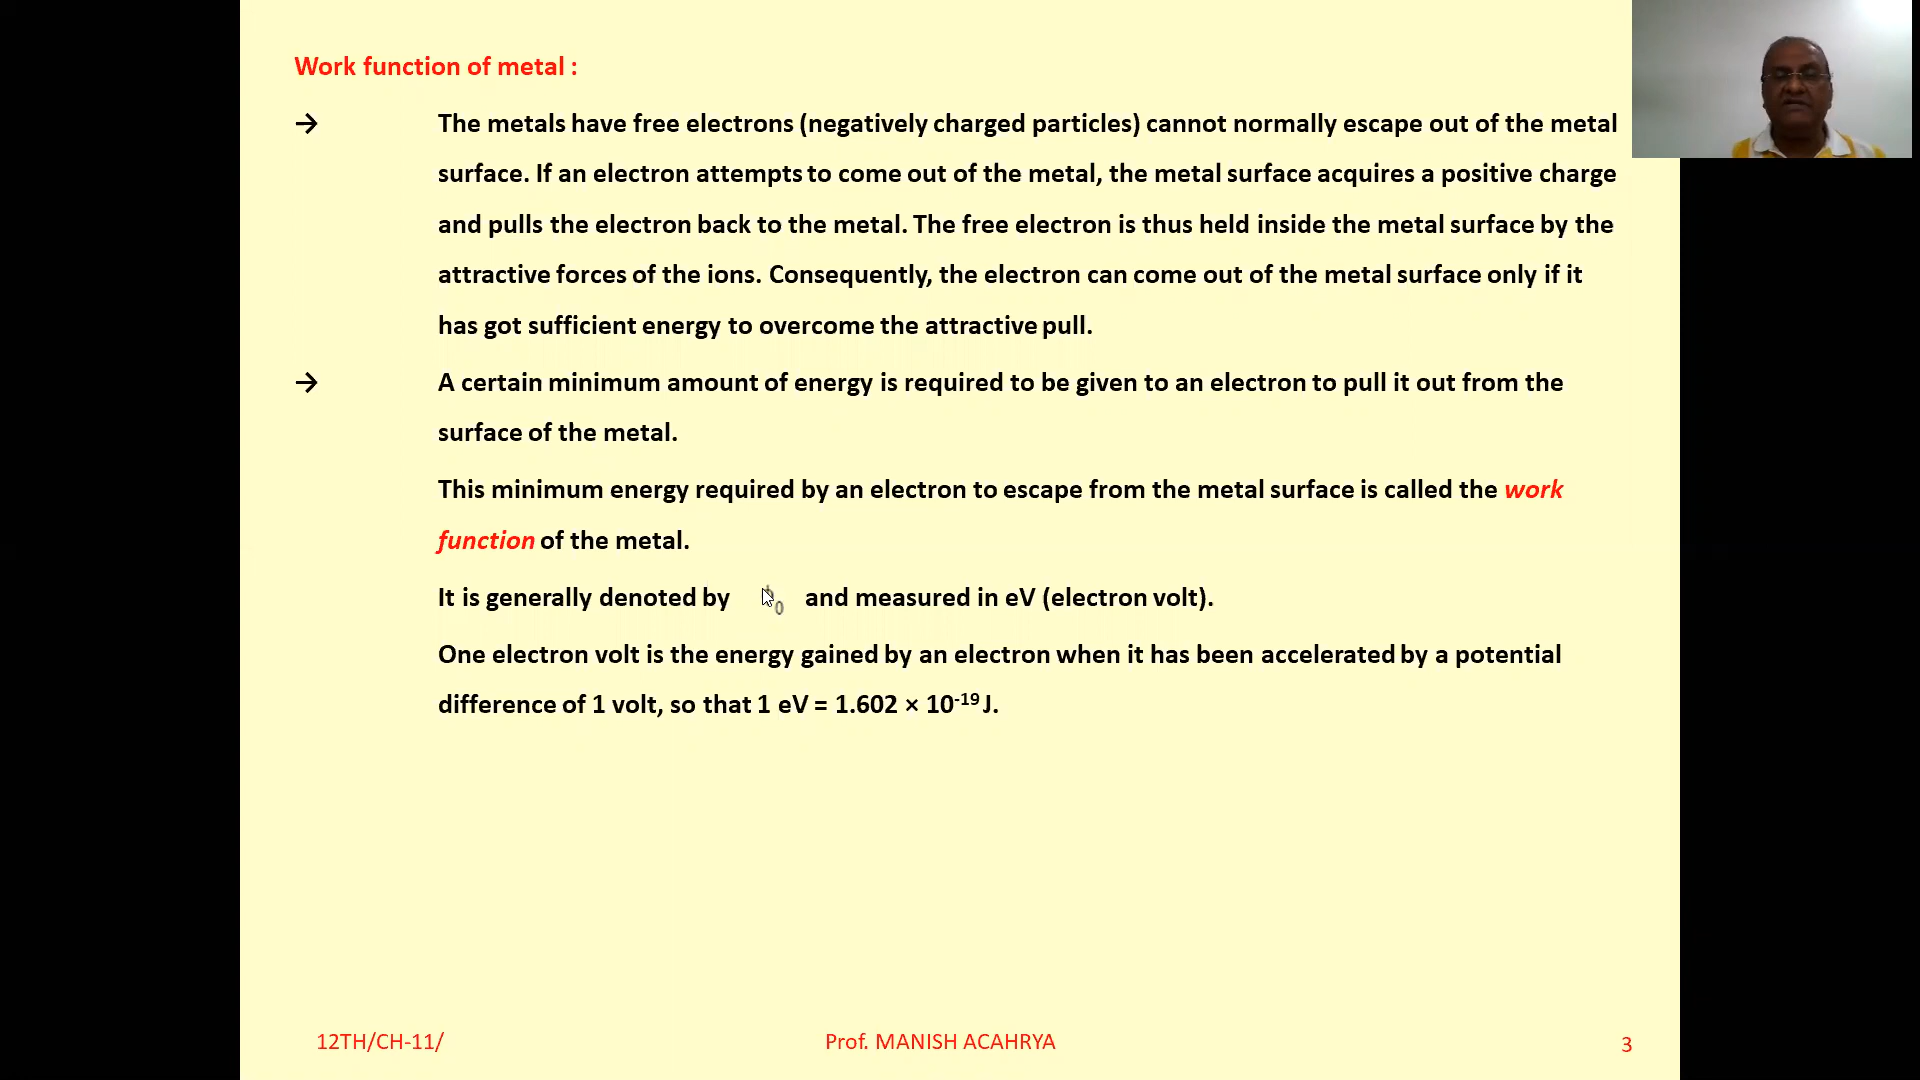 Work function of metal :
→ The metals have free electrons (negatively charged particles) cannot normally escape out of the metal
surface. If an electron attempts to come out of the metal, the metal surface acquires a positive charge
and pulls the electron back to the metal. The free electron is thus held inside the metal surface by the
attractive forces of the ions. Consequently, the electron can come out of the metal surface only if it
has got sufficient energy to overcome the attractive pull.
→ A certain minimum amount of energy is required to be given to an electron to pull it out from the
surface of the metal.
This minimum energy required by an electron to escape from the metal surface is called the work
function of the metal.
It is generally denoted by and measured in eV (electron volt).
One electron volt is the energy gained by an electron when it has been accelerated by a potential
difference of 1 volt, so that 1 eV = 1.602 × 10⁻¹⁹ J.
12TH/CH-11/
Prof. MANISH ACAHRYA
3